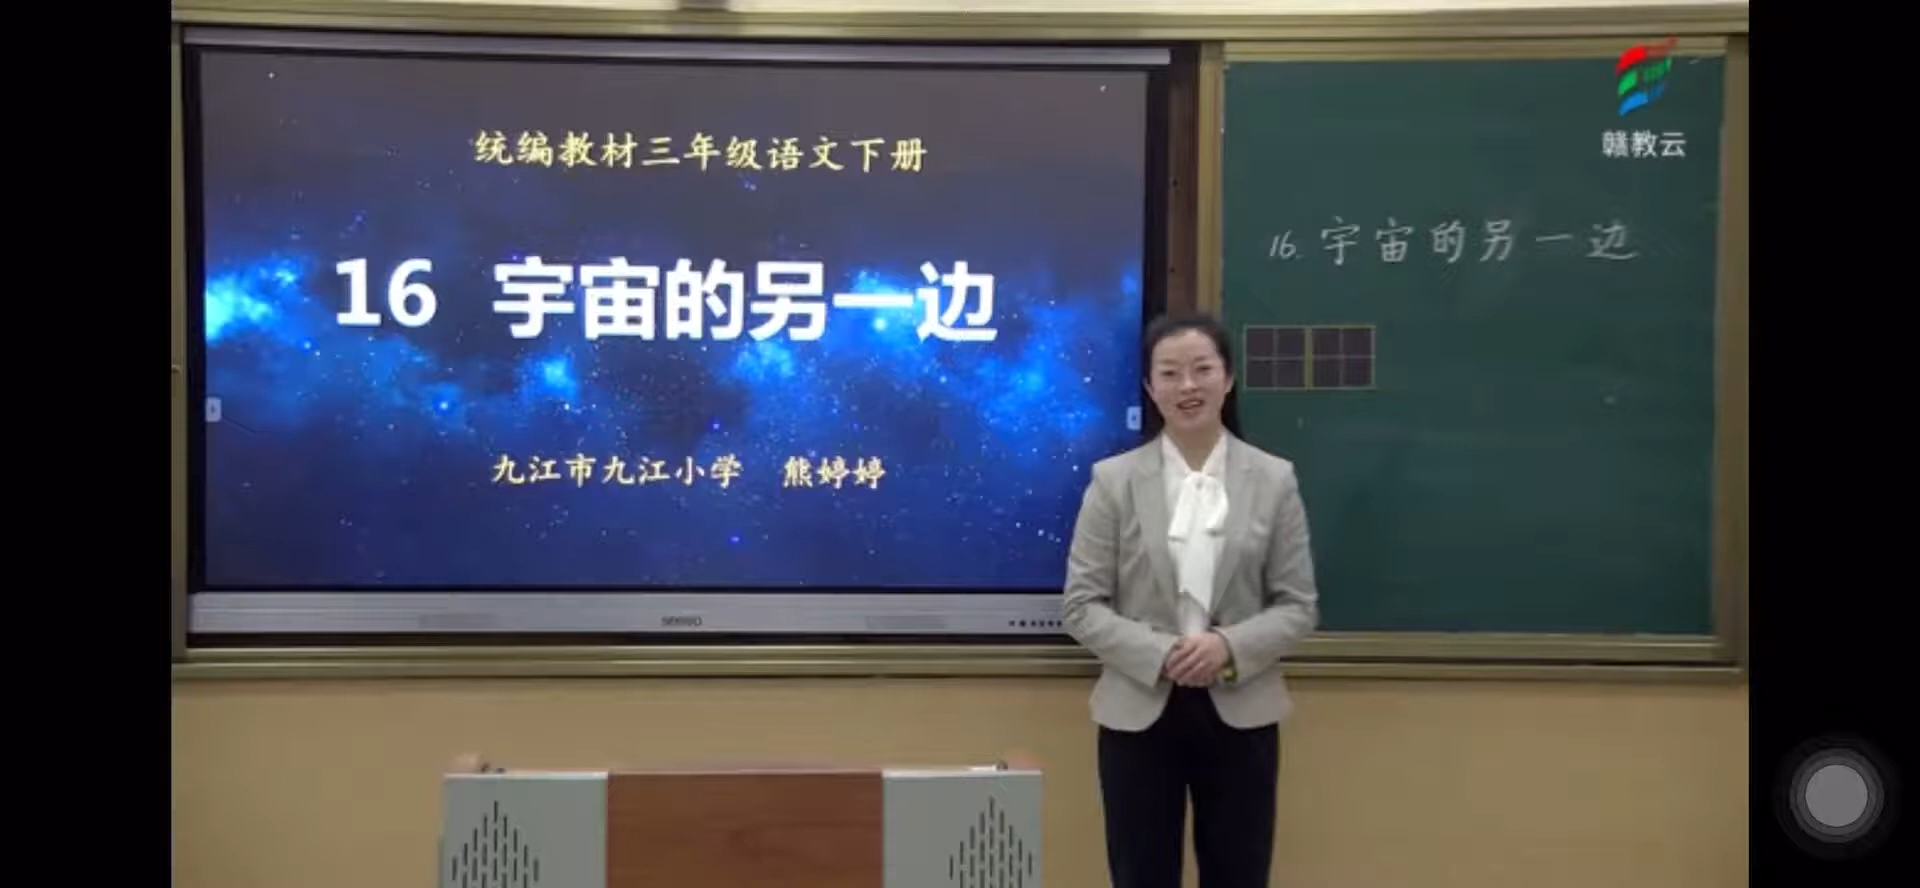 统编教材三年级语文下册
16 宇宙的另一边
九江市九江小学 熊婷婷
赣教云
16.宇宙的另一边
seewo